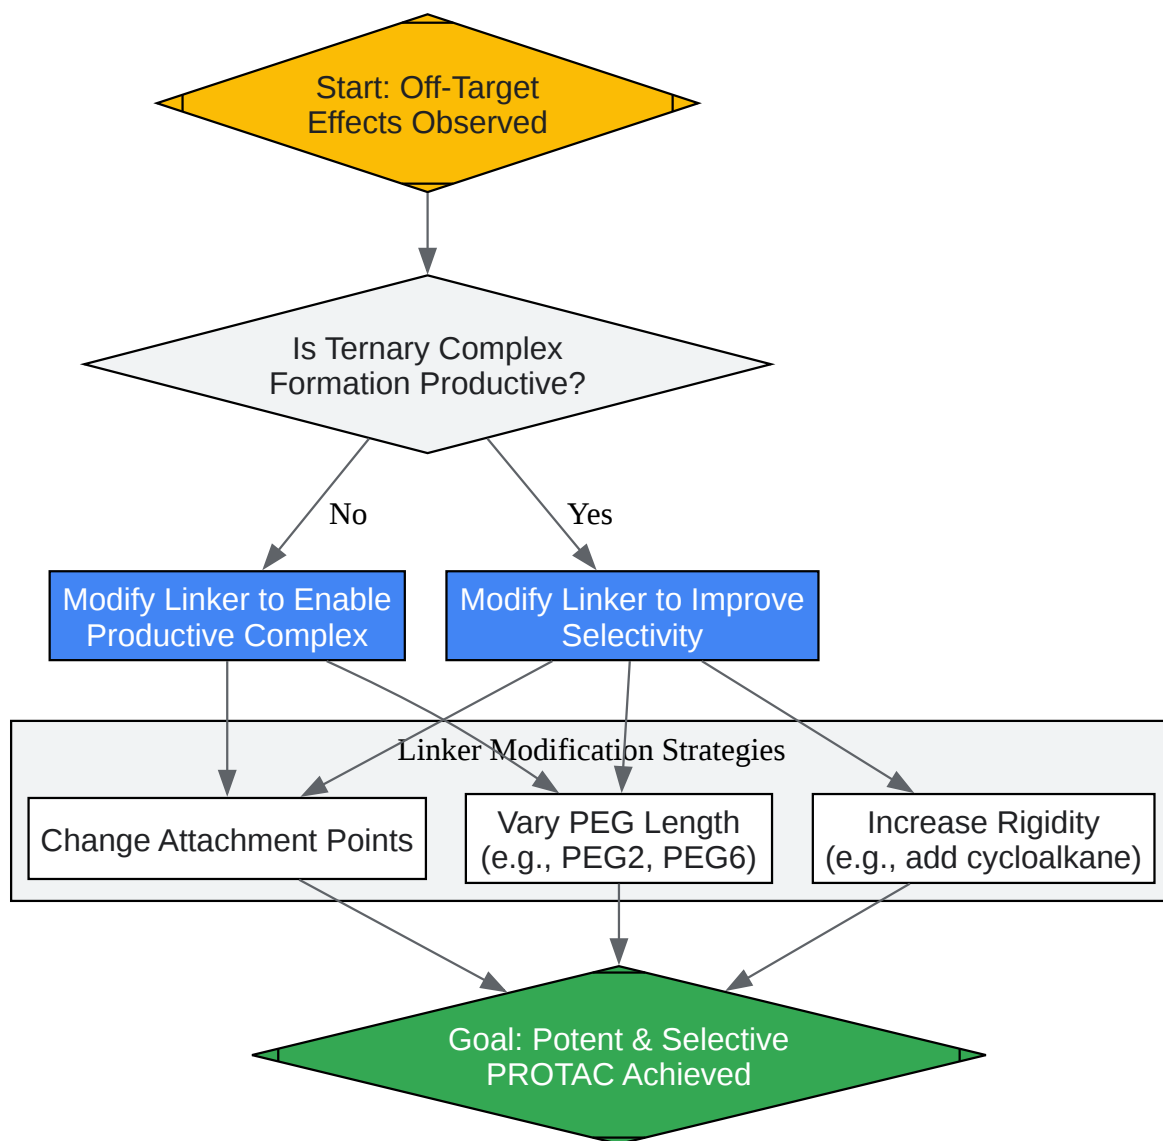 Start: Off-Target
Effects Observed
Is Ternary Complex
Formation Productive?
No
Yes
Modify Linker to Enable
Productive Complex
Modify Linker to Improve
Selectivity
Linker Modification Strategies
Change Attachment Points
Vary PEG Length
(e.g., PEG2, PEG6)
Increase Rigidity
(e.g., add cycloalkane)
Goal: Potent & Selective
PROTAC Achieved